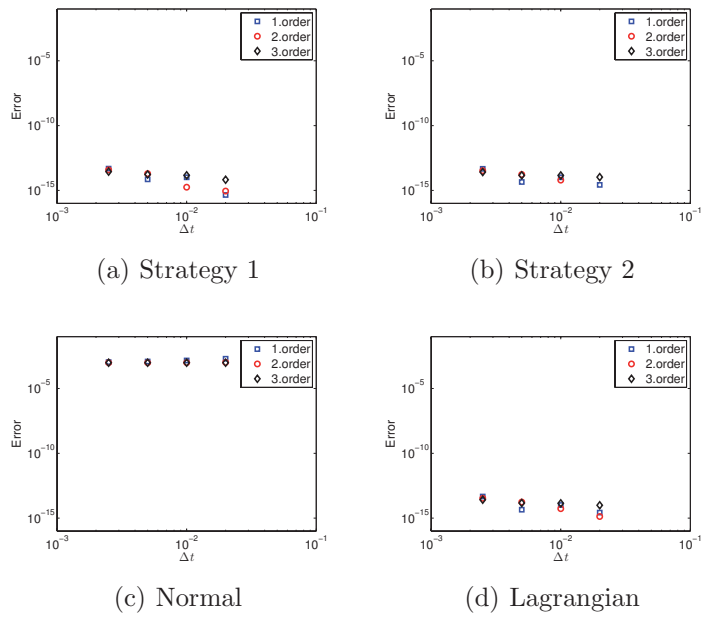 1.order
2.order
3.order
Error
10^-5
10^-10
10^-15
10^-3
10^-2
10^-1
Δt
(a) Strategy 1
1.order
2.order
3.order
Error
10^-5
10^-10
10^-15
10^-3
10^-2
10^-1
Δt
(b) Strategy 2
1.order
2.order
3.order
Error
10^-5
10^-10
10^-15
10^-3
10^-2
10^-1
Δt
(c) Normal
1.order
2.order
3.order
Error
10^-5
10^-10
10^-15
10^-3
10^-2
10^-1
Δt
(d) Lagrangian